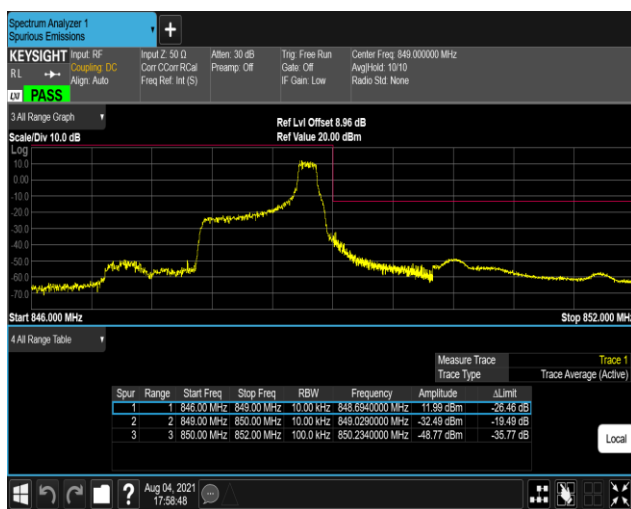 Spectrum Analyzer 1
Spurious Emissions
+
KEYSIGHT Input: RF Input Z: 50 Ω Atten: 30 dB Trig: Free Run Center Freq: 849.000000 MHz
RL Coupling: DC Corr CCorr RCal Preamp: Off Gate: Off Avg|Hold: 10/10
Align: Auto Freq Ref: Int (S) IF Gain: Low Radio Std: None
LXI PASS
3 All Range Graph
Ref Lvl Offset 8.96 dB
Scale/Div 10.0 dB Ref Value 20.00 dBm
Log
10.0
0.00
-10.0
-20.0
-30.0
-40.0
-50.0
-60.0
-70.0
Start 846.000 MHz Stop 852.000 MHz
4 All Range Table
Measure Trace Trace 1
Trace Type Trace Average (Active)
Spur Range Start Freq Stop Freq RBW Frequency Amplitude ΔLimit
1 1 846.00 MHz 849.00 MHz 10.00 kHz 848.6940000 MHz 11.99 dBm -26.46 dB
2 2 849.00 MHz 850.00 MHz 10.00 kHz 849.0290000 MHz -32.49 dBm -19.49 dB
3 3 850.00 MHz 852.00 MHz 100.0 kHz 850.2340000 MHz -48.77 dBm -35.77 dB
Local
? Aug 04, 2021
17:58:48